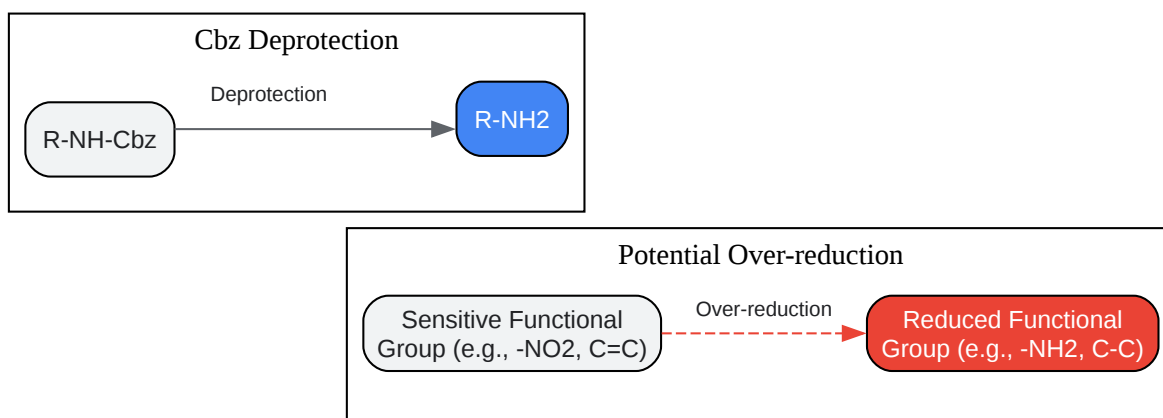 Cbz Deprotection
Deprotection
R-NH-Cbz
R-NH2
Potential Over-reduction
Over-reduction
Sensitive Functional
Group (e.g., -NO2, C=C)
Reduced Functional
Group (e.g., -NH2, C-C)